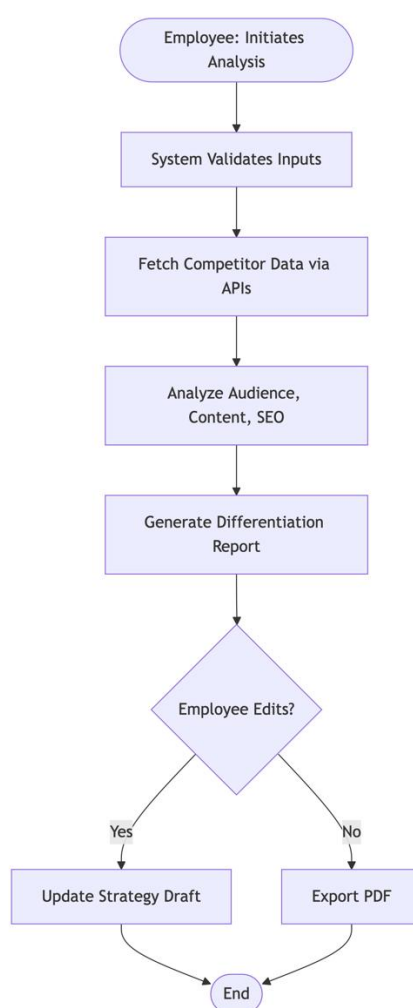 Employee: Initiates
Analysis
System Validates Inputs
Fetch Competitor Data via
APIs
Analyze Audience,
Content, SEO
Generate Differentiation
Report
Employee Edits?
Yes
No
Update Strategy Draft
Export PDF
End